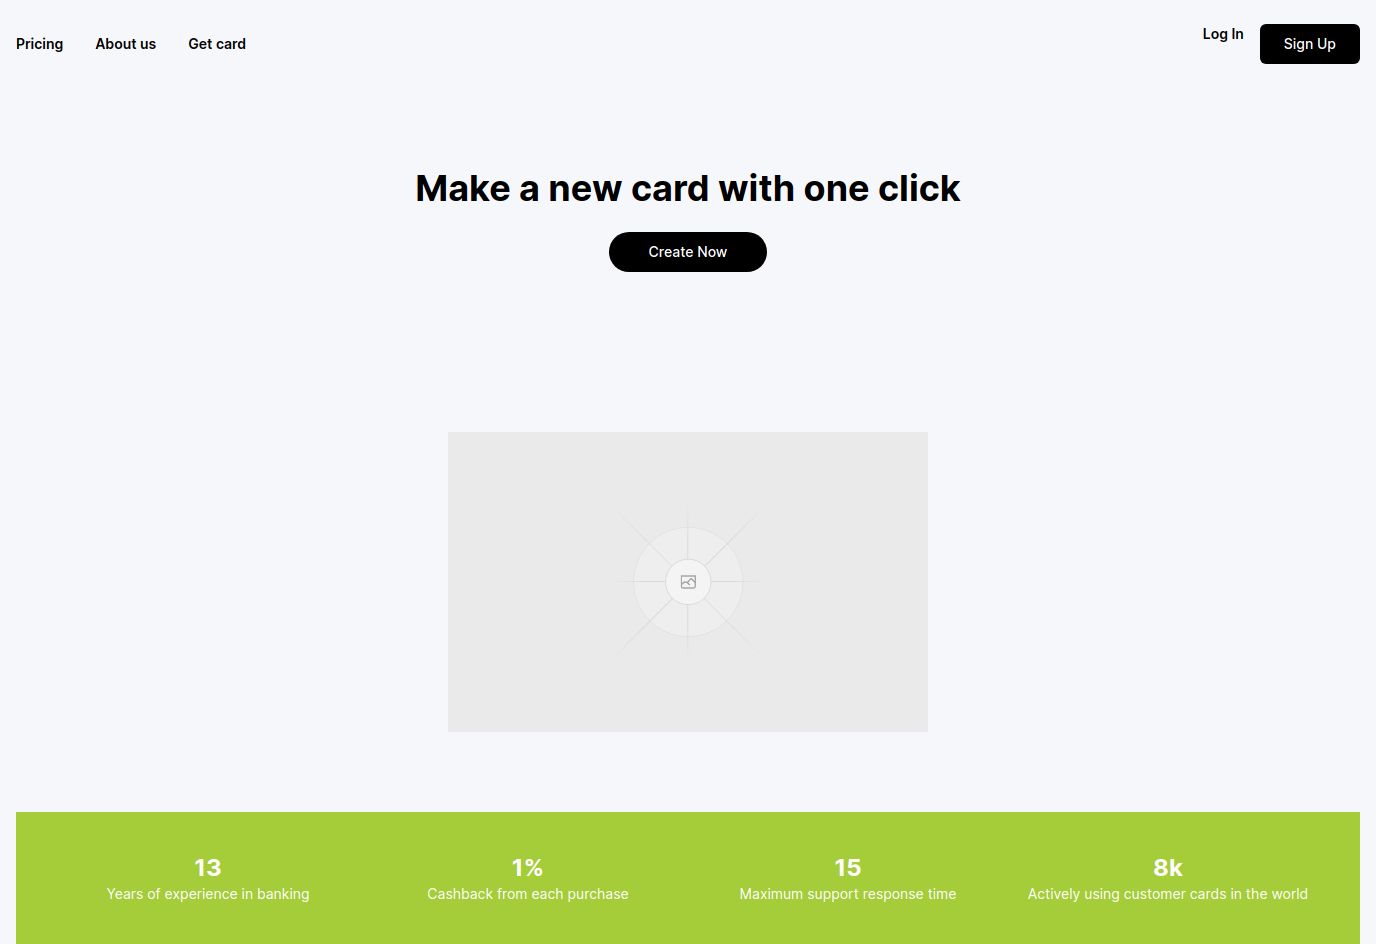 Pricing About us Get card Log In Sign Up
Make a new card with one click
Create Now
13 1% 15 8k
Years of experience in banking Cashback from each purchase Maximum support response time Actively using customer cards in the world